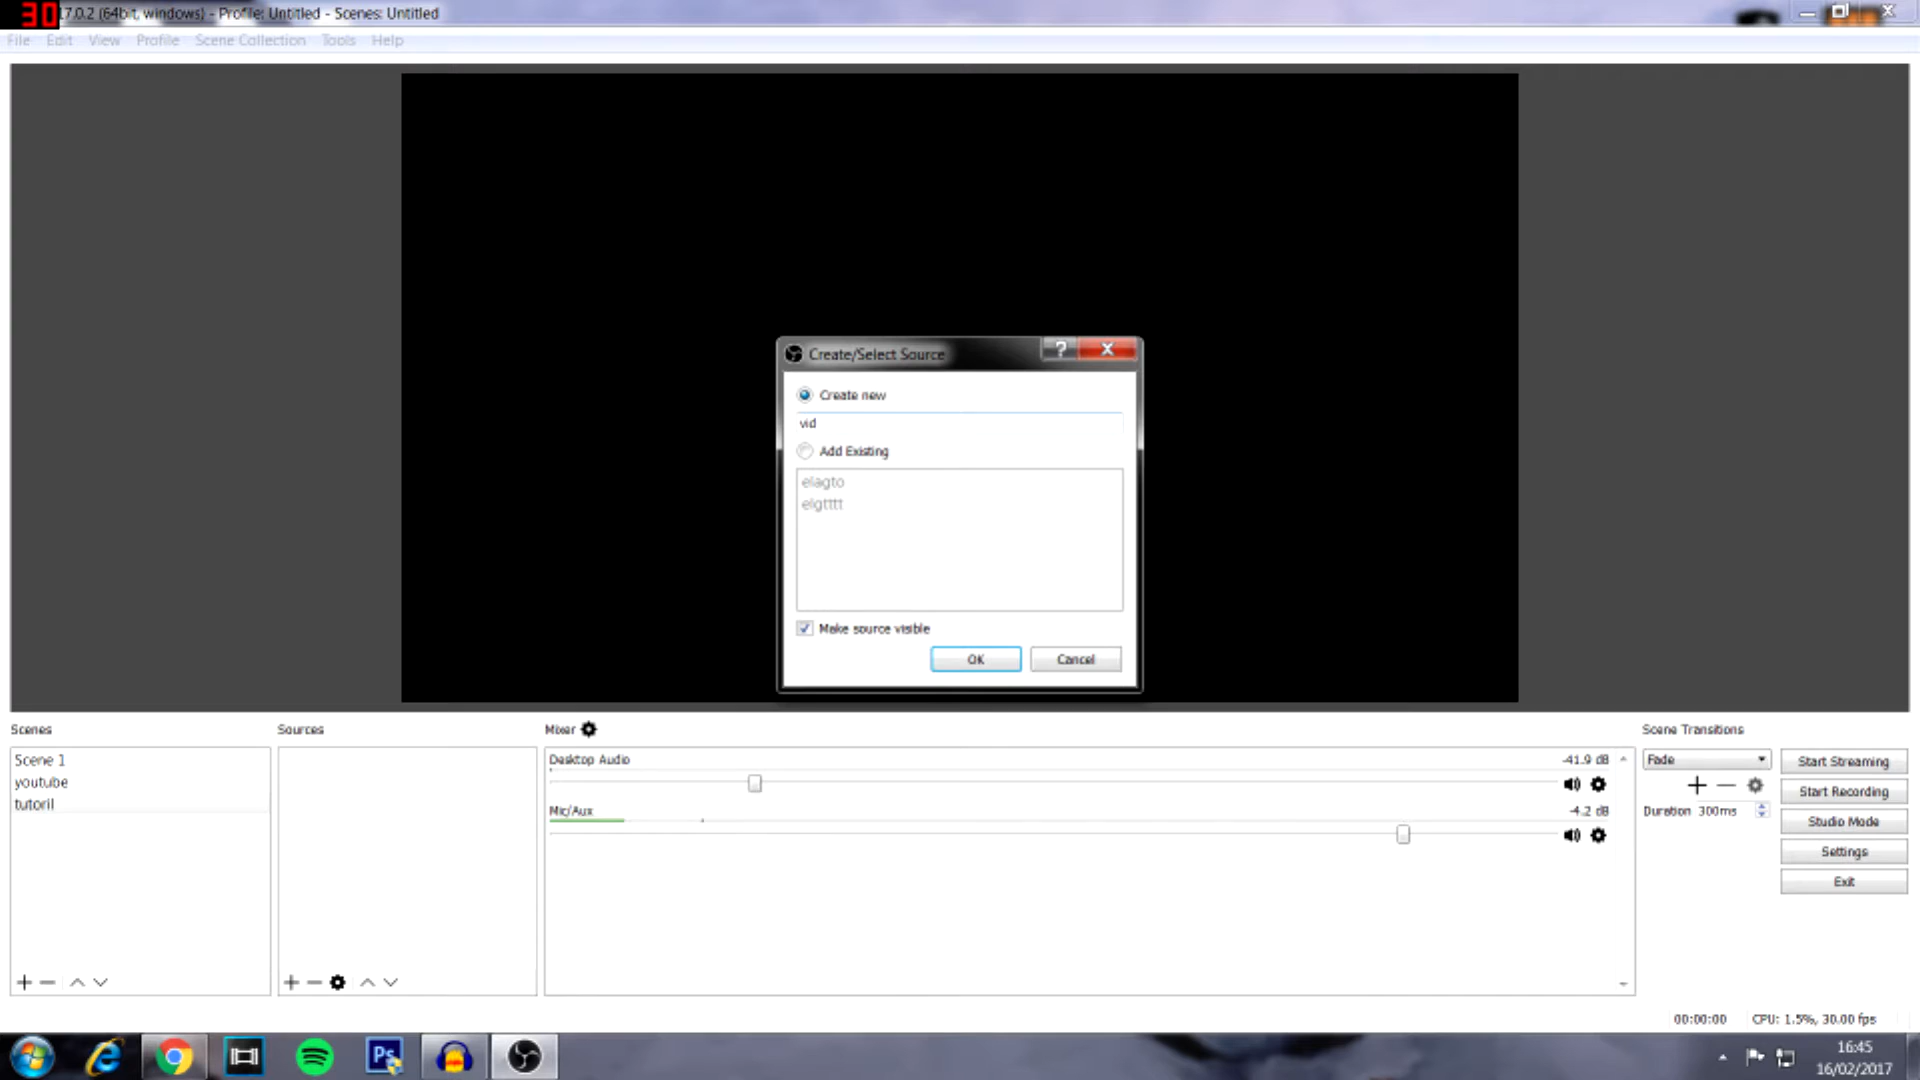 30
17.0.2 (64bit, windows) - Profile: Untitled - Scenes: Untitled
File Edit View Profile Scene Collection Tools Help
Create/Select Source
?
Create new
vid
Add Existing
elagto
elgtttt
Make source visible
OK Cancel
Scenes Sources Mixer Scene Transitions
Scene 1
youtube
tutoril
Desktop Audio -41.9 dB
Mic/Aux -4.2 dB
Fade
Duration 300ms
Start Streaming
Start Recording
Studio Mode
Settings
Exit
00:00:00 CPU: 1.5%, 30.00 fps
Ps
16:45
16/02/2017